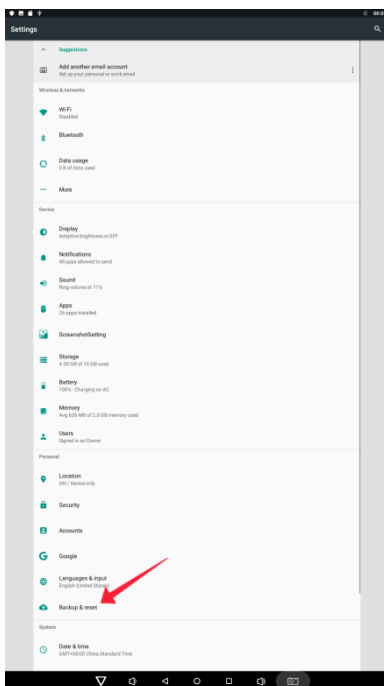 Settings
Suggestions
Add another email account
Set up your personal or work email
Wireless & networks
Wi-Fi
Disabled
Bluetooth
Data usage
0 B of data used
More
Device
Display
Adaptive brightness is OFF
Notifications
All apps allowed to send
Sound
Ring volume at 71%
Apps
26 apps installed
ScreenshotSetting
Storage
4.50 GB of 16 GB used
Battery
100% - Charging on AC
Memory
Avg 626 MB of 2.0 GB memory used
Users
Signed in as Owner
Personal
Location
ON / Device only
Security
Accounts
Google
Languages & input
English (United States)
Backup & reset
System
Date & time
GMT+08:00 China Standard Time